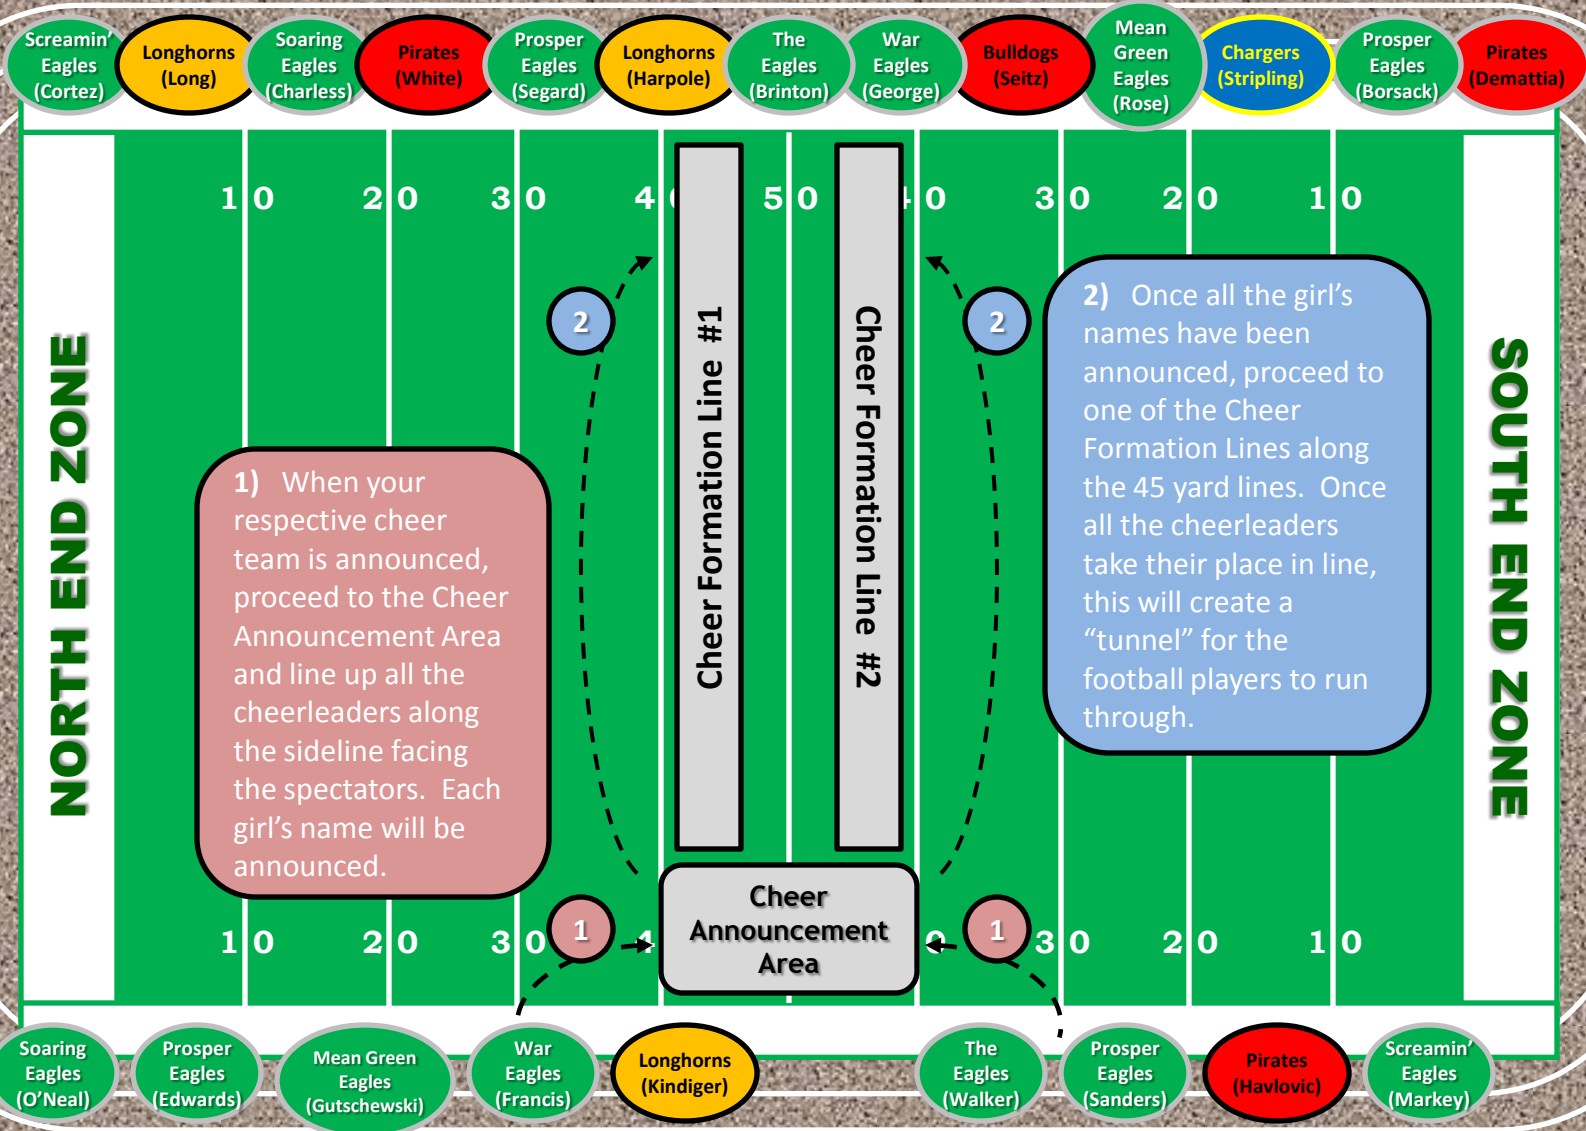 Screamin'
Eagles
(Cortez)
Longhorns
(Long)
Soaring
Eagles
(Charless)
Pirates
(White)
Prosper
Eagles
(Segard)
Longhorns
(Harpole)
The
Eagles
(Brinton)
War
Eagles
(George)
Bulldogs
(Seitz)
Mean
Green
Eagles
(Rose)
Chargers
(Stripling)
Prosper
Eagles
(Borsack)
Pirates
(Demattia)
10 20 30 4 50 40 30 20 10
NORTH END ZONE
1) When your
respective cheer
team is announced,
proceed to the Cheer
Announcement Area
and line up all the
cheerleaders along
the sideline facing
the spectators. Each
girl's name will be
announced.
2
Cheer Formation Line #1
Cheer Formation Line #2
2
2) Once all the girl's
names have been
announced, proceed to
one of the Cheer
Formation Lines along
the 45 yard lines. Once
all the cheerleaders
take their place in line,
this will create a
“tunnel” for the
football players to run
through.
SOUTH END ZONE
Cheer
Announcement
Area
1
1
10 20 30 4 0 30 20 10
Soaring
Eagles
(O'Neal)
Prosper
Eagles
(Edwards)
Mean Green
Eagles
(Gutschewski)
War
Eagles
(Francis)
Longhorns
(Kindiger)
The
Eagles
(Walker)
Prosper
Eagles
(Sanders)
Pirates
(Havlovic)
Screamin'
Eagles
(Markey)